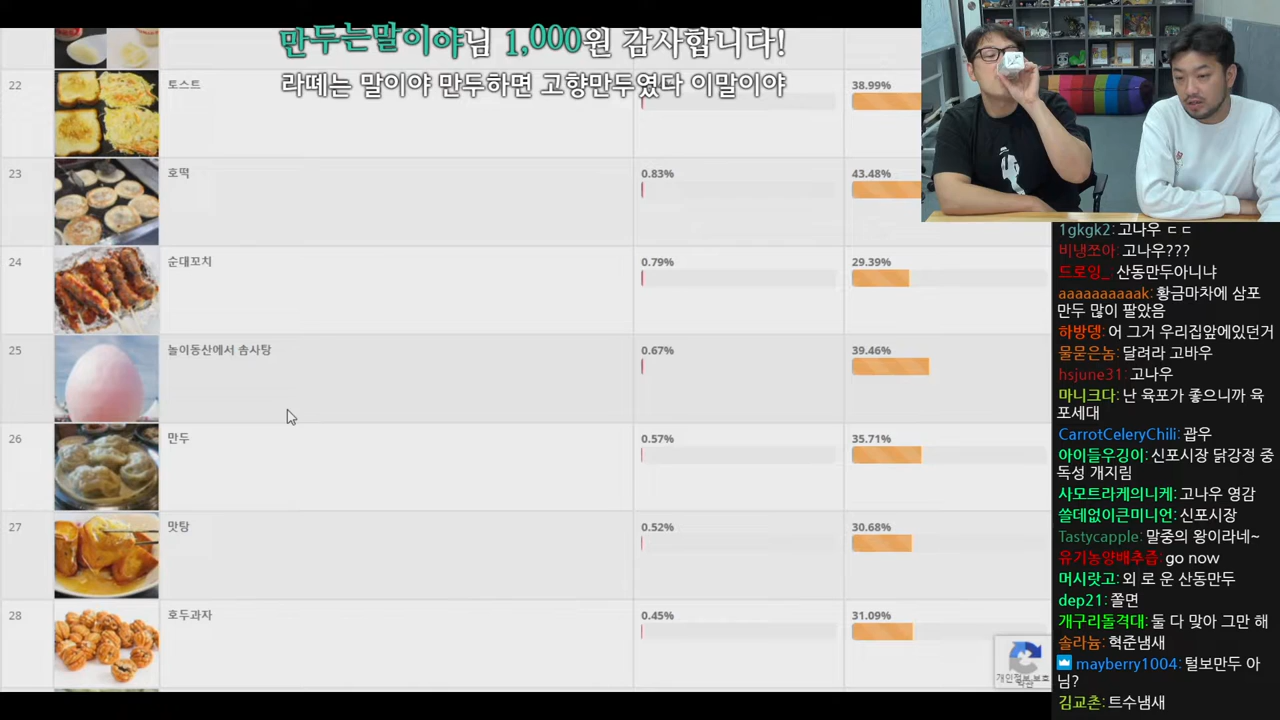 만두는말이야님 1,000원 감사합니다!
라떼는 말이야 만두하면 고향만두였다 이말이야
22 토스트 38.99%
23 호떡 0.83% 43.48%
24 순대꼬치 0.79% 29.39%
25 놀이동산에서 솜사탕 0.67% 39.46%
26 만두 0.57% 35.71%
27 맛탕 0.52% 30.68%
28 호두과자 0.45% 31.09%
개인정보 보호
약관
1gkgk2: 고나우 ㄷㄷ
비냉쪼아: 고나우???
드로잉_: 산동만두아니냐
aaaaaaaaaak: 황금마차에 삼포
만두 많이 팔았음
하방뎅: 어 그거 우리집앞에있던거
물묻은놈: 달려라 고바우
hsjune31: 고나우
마니크다: 난 육포가 좋으니까 육
포세대
CarrotCeleryChili: 괍우
아이들우깅이: 신포시장 닭강정 중
독성 개지림
사모트라케의니케: 고나우 영감
쓸데없이큰미니언: 신포시장
Tastycapple: 말중의 왕이라네~
유기농양배추즙: go now
머시랏고: 외 로 운 산동만두
dep21: 쫄면
개구리돌격대: 둘 다 맞아 그만 해
솔라늄: 혁준냄새
mayberry1004: 털보만두 아
님?
김교촌: 트수냄새